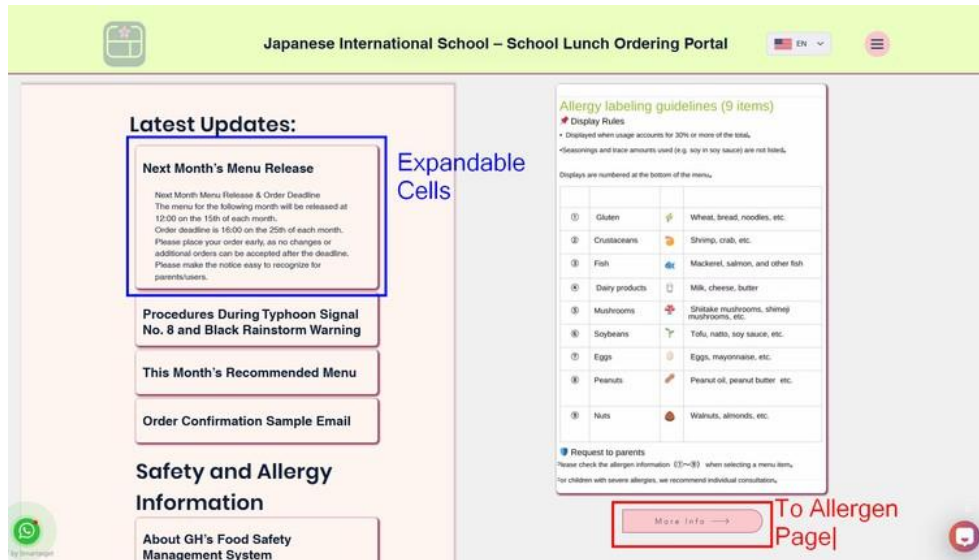 Japanese International School – School Lunch Ordering Portal
EN
Latest Updates:
Next Month's Menu Release
Next Month Menu Release & Order Deadline
The menu for the following month will be released at
12:00 on the 15th of each month.
Order deadline is 16:00 on the 25th of each month.
Please place your order early, as no changes or
additional orders can be accepted after the deadline.
Please make the notice easy to recognize for
parents/users.
Expandable
Cells
Procedures During Typhoon Signal
No. 8 and Black Rainstorm Warning
This Month's Recommended Menu
Order Confirmation Sample Email
Safety and Allergy
Information
About GH's Food Safety
Management System
Allergy labeling guidelines (9 items)
Display Rules
• Displayed when usage accounts for 30% or more of the total。
•Seasonings and trace amounts used (e.g. soy in soy sauce) are not listed。
Displays are numbered at the bottom of the menu。
① Gluten Wheat, bread, noodles, etc.
② Crustaceans Shrimp, crab, etc.
③ Fish Mackerel, salmon, and other fish
④ Dairy products Milk, cheese, butter
⑤ Mushrooms Shiitake mushrooms, shimeji
mushrooms, etc.
⑥ Soybeans Tofu, natto, soy sauce, etc.
⑦ Eggs Eggs, mayonnaise, etc.
⑧ Peanuts Peanut oil, peanut butter etc.
⑨ Nuts Walnuts, almonds, etc.
Request to parents
Please check the allergen information (①〜⑨) when selecting a menu item。
For children with severe allergies, we recommend individual consultation。
More Info
To Allergen
Page